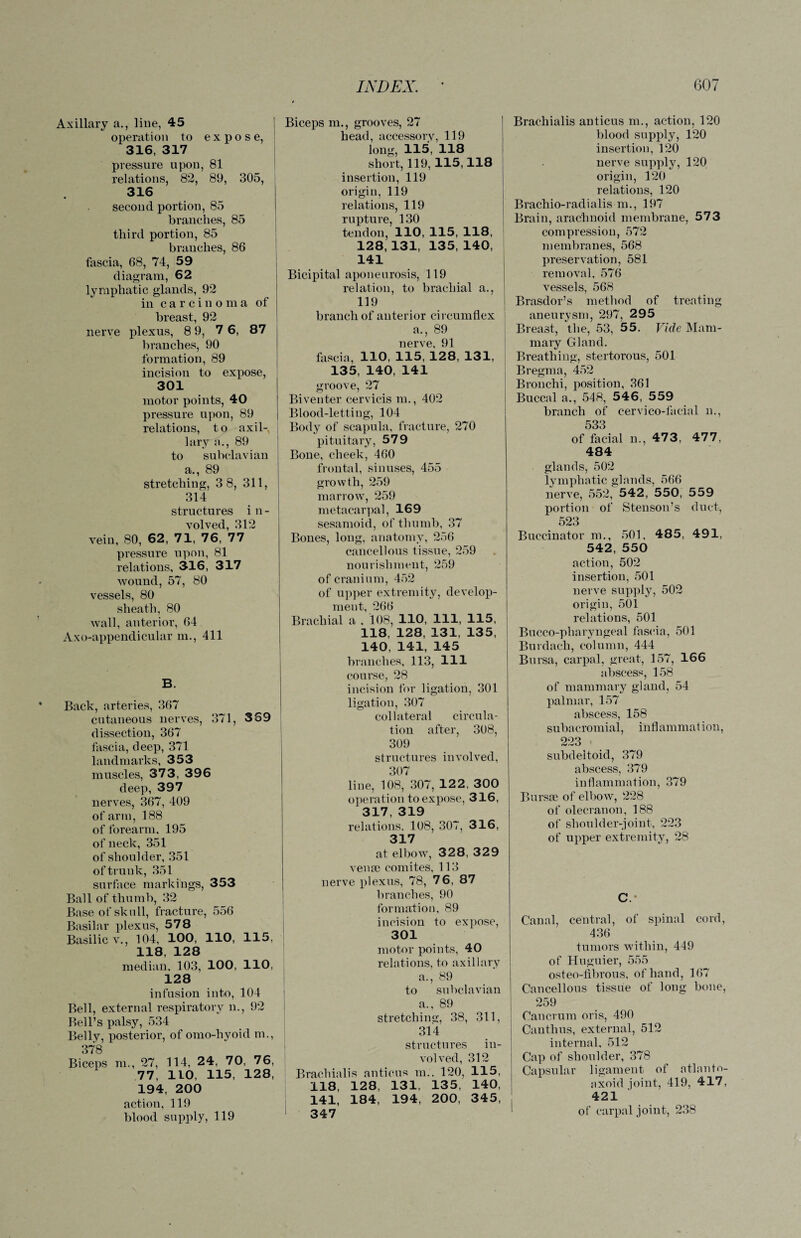 INDEX.
607
Axillary a., line, 45
operation to expose,
316, 317
pressure upon, 81
relations, 82, 89, 305,
316
second portion, 85
branches, 85
third portion, 85
branches, 86
fascia, 68, 74, 59
diagram, 62
lymphatic glands, 92
in carcinoma of
breast, 92
nerve plexus, 89, 76, 87
branches, 90
formation, 89
incision to expose,
301
motor points, 40
pressure upon, 89
relations, to axil-
lary a., 89
to subclavian
a., 89
stretching, 38, 311,
314
structures in-
volved, 312
vein, 80, 62, 71, 76, 77
pressure upon, 81
relations, 316, 317
wound, 57, 80
vessels, 80
sheath, 80
wall, anterior, 64
Axo-appendicular m., 411
B.
Back, arteries, 367
cutaneous nerves, 371, 369
dissection, 367
fascia, deep, 371
landmarks, 353
muscles, 373, 396
deep, 397
nerves, 367, 409
of arm, 188
of forearm, 195
of neck, 351
of shoulder, 351
of trunk, 351
surface markings, 353
Ball of thumb, 32
Base of skull, fracture, 556
Basilar plexus, 578
Basilic v., 104, 100, 110, 115,
118, 128
median, 103, 100, 110,
128
infusion into, 104
Bell, external respiratory n., 92
Bell's palsy, 534
Belly, posterior, of omo-hyoid m.,
378
Biceps m., 27, 114, 24, 70, 76,
77, 110, 115, 128,
194, 200
action, 119
blood supply, 119
Biceps m., grooves, 27
head, accessory, 119
long, 115, 118
short, 119, 115, 118
insertion, 119
origin, 119
relations, 119
rupture, 130
tendon, 110, 115, 118,
128, 131, 135, 140,
141
Bicipital aponeurosis, 119
relation, to brachial a.,
119
branch of anterior circumflex
a., 89
nerve, 91
fascia, 110, 115, 128, 131,
135, 140, 141
groove, 27
Biventer cervicis m., 402
Blood-letting, 104
Body of scapula, fracture, 270
pituitary, 579
Bone, cheek, 460
frontal, sinuses, 455
growth, 259
marrow, 259
metacarpal, 169
sesamoid, of thumb, 37
Bones, long, anatomy, 256
cancellous tissue, 259
nourishment, 259
of cranium, 452
of upper extremity, develop-
ment, 266
Brachial a., 108, 110, 111, 115,
118, 128, 131, 135,
140, 141, 145
branches, 113, 111
course, 28
incision for ligation, 301
ligation, 307
collateral circula-
tion after, 308,
309
structures involved,
307
line, 108, 307, 122, 300
operation to expose, 316,
317, 319
relations, 108, 307, 316,
317
at elbow, 328, 329
venæ comites, 113
nerve plexus, 78, 76, 87
branches, 90
formation, 89
incision to expose,
301
motor points, 40
relations, to axillary
a., 89
to subclavian
a., 89
stretching, 38, 311,
314
structures in-
volved, 312
Brachialis anticus m., 120, 115,
118, 128, 131, 135, 140,
141, 184, 194, 200, 345,
347
Brachialis anticus m., action, 120
blood supply, 120
insertion, 120
nerve supply, 120
origin, 120
relations, 120
Brachio-radialis m., 197
Brain, arachnoid membrane, 573
compression, 572
membranes, 568
preservation, 581
removal, 576
vessels, 568
Brasdor's method of treating
aneurysm, 297, 295
Breast, the, 53, 55. Vide Mam-
mary Gland.
Breathing, stertorous, 501
Bregma, 452
Bronchi, position, 361
Buccal a., 548, 546, 559
branch of cervico-facial n.,
533
of facial n., 473, 477,
484
glands, 502
lymphatic glands, 566
nerve, 552, 542, 550, 559
portion of Stenson's duct,
523
Buccinator m., 501, 485, 491,
542, 550
action, 502
insertion, 501
nerve supply, 502
origin, 501
relations, 501
Bucco-pharyngeal fascia, 501
Burdach, column, 444
Bursa, carpal, great, 157, 166
abscess, 158
of mammary gland, 54
palmar, 157
abscess, 158
subacromial, inflammation,
223
subdeltoid, 379
abscess, 379
inflammation, 379
Bursæ of elbow, 228
of olecranon, 188
of shoulder-joint, 223
of upper extremity, 28
C.
Canal, central, of spinal cord,
436
tumors within, 449
of Huguier, 555
osteo-fibrous, of hand, 167
Cancellous tissue of long bone,
259
Cancrum oris, 490
Canthus, external, 512
internal, 512
Cap of shoulder, 378
Capsular ligament of atlanto-
axoid joint, 419, 417,
421
of carpal joint, 238